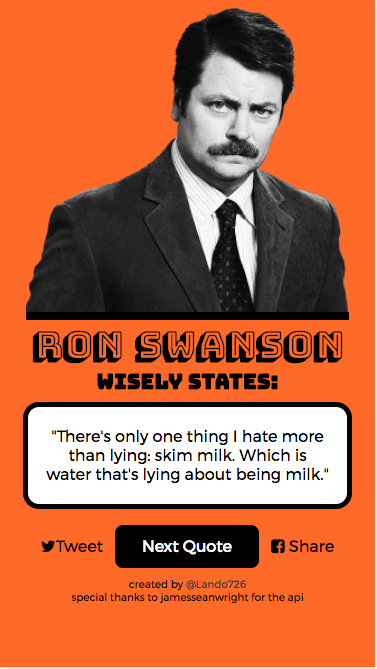 RON SWANSON
WISELY STATES:
"There's only one thing I hate more
than lying: skim milk. Which is
water that's lying about being milk."
Tweet Next Quote Share
created by @Lando726
special thanks to jamesseanwright for the api